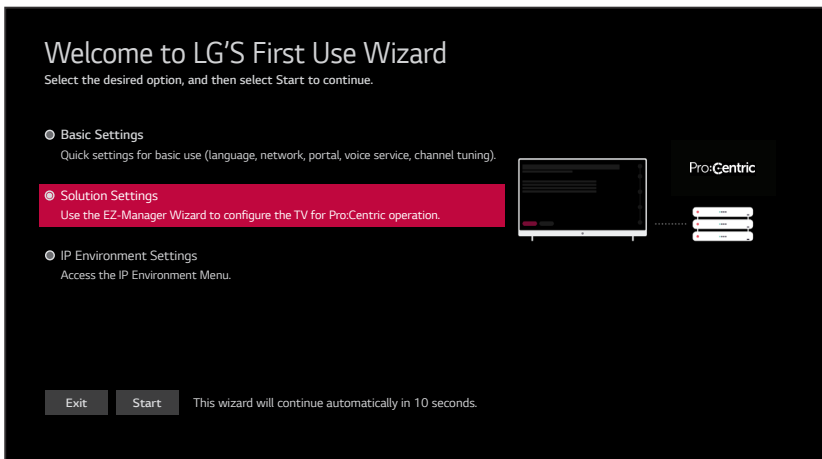 Welcome to LG'S First Use Wizard
Select the desired option, and then select Start to continue.
Basic Settings
Quick settings for basic use (language, network, portal, voice service, channel tuning).
Pro:Centric
Solution Settings
Use the EZ-Manager Wizard to configure the TV for Pro:Centric operation.
IP Environment Settings
Access the IP Environment Menu.
Exit Start This wizard will continue automatically in 10 seconds.